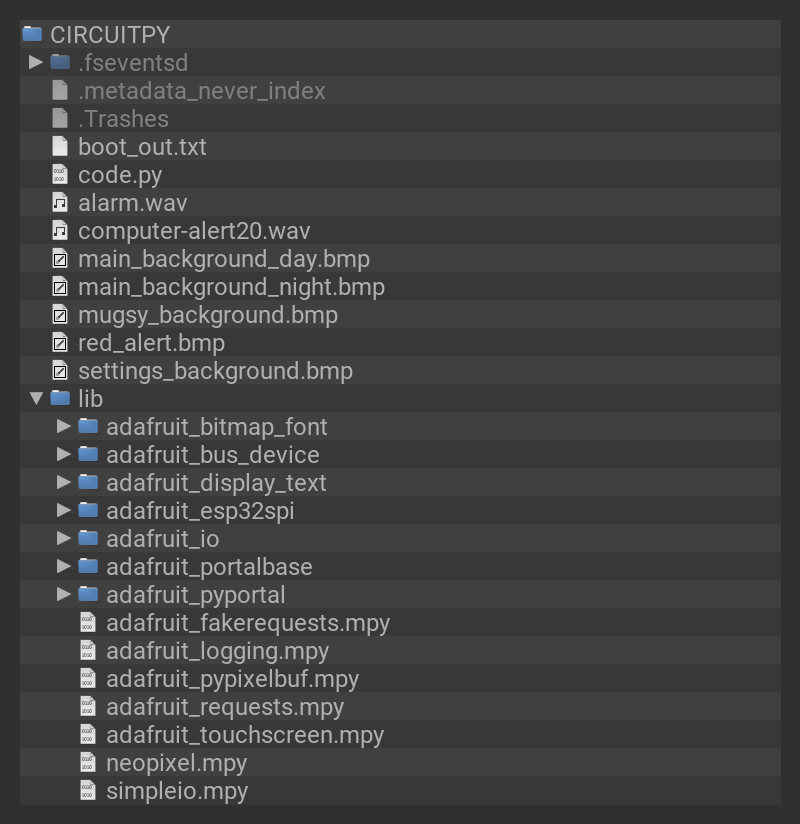 CIRCUITPY
.fseventsd
.metadata_never_index
.Trashes
boot_out.txt
code.py
alarm.wav
computer-alert20.wav
main_background_day.bmp
main_background_night.bmp
mugsy_background.bmp
red_alert.bmp
settings_background.bmp
lib
adafruit_bitmap_font
adafruit_bus_device
adafruit_display_text
adafruit_esp32spi
adafruit_io
adafruit_portalbase
adafruit_pyportal
adafruit_fakerequests.mpy
adafruit_logging.mpy
adafruit_pypixelbuf.mpy
adafruit_requests.mpy
adafruit_touchscreen.mpy
neopixel.mpy
simpleio.mpy